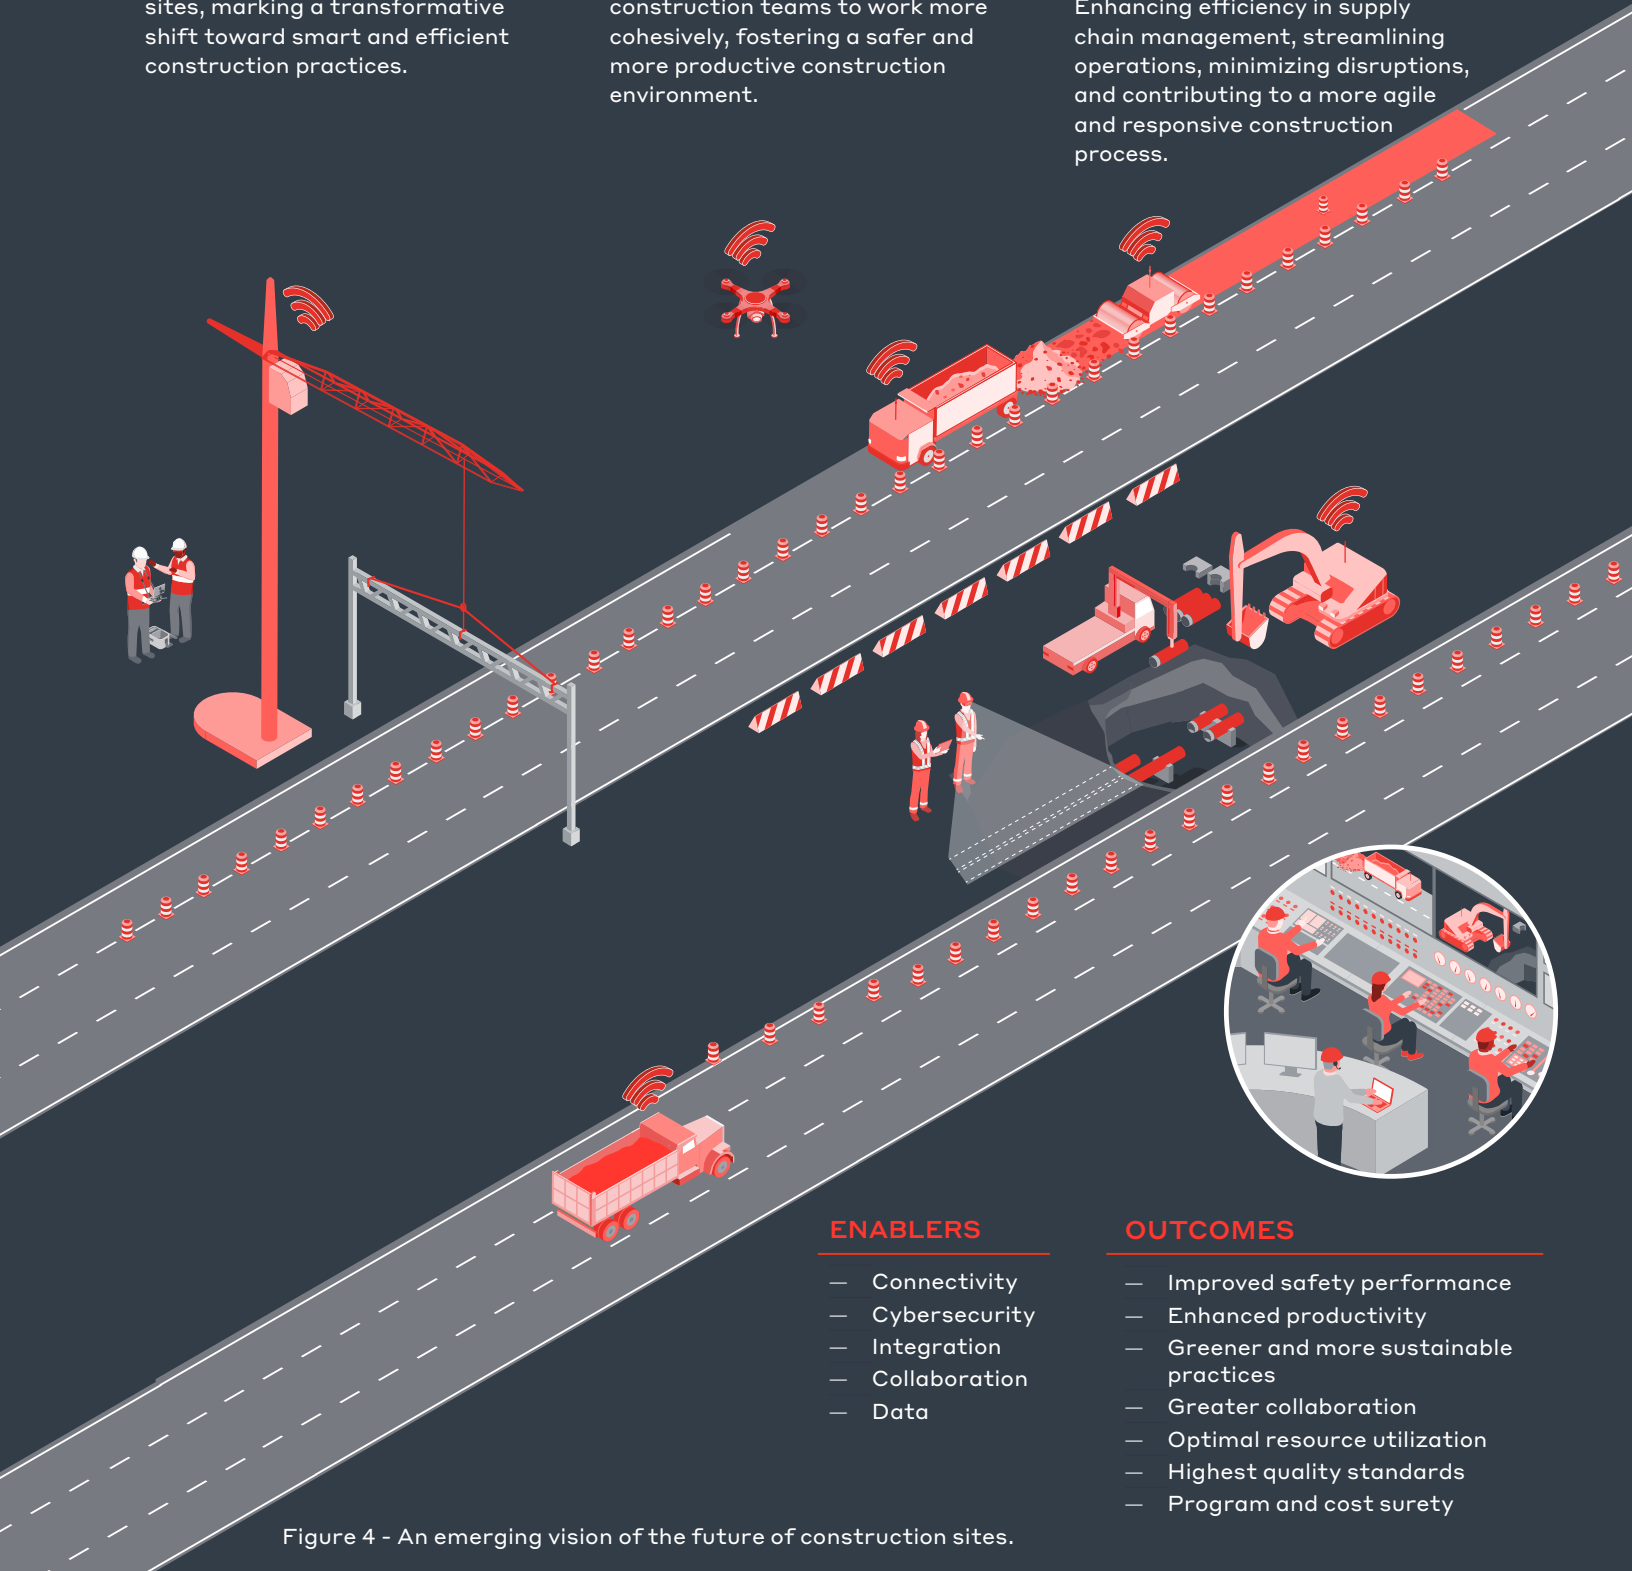 sites, marking a transformative
shift toward smart and efficient
construction practices.
construction teams to work more
cohesively, fostering a safer and
more productive construction
environment.
Enhancing efficiency in supply
chain management, streamlining
operations, minimizing disruptions,
and contributing to a more agile
and responsive construction
process.
ENABLERS
— Connectivity
— Cybersecurity
— Integration
— Collaboration
— Data
OUTCOMES
— Improved safety performance
— Enhanced productivity
— Greener and more sustainable
practices
— Greater collaboration
— Optimal resource utilization
— Highest quality standards
— Program and cost surety
Figure 4 - An emerging vision of the future of construction sites.